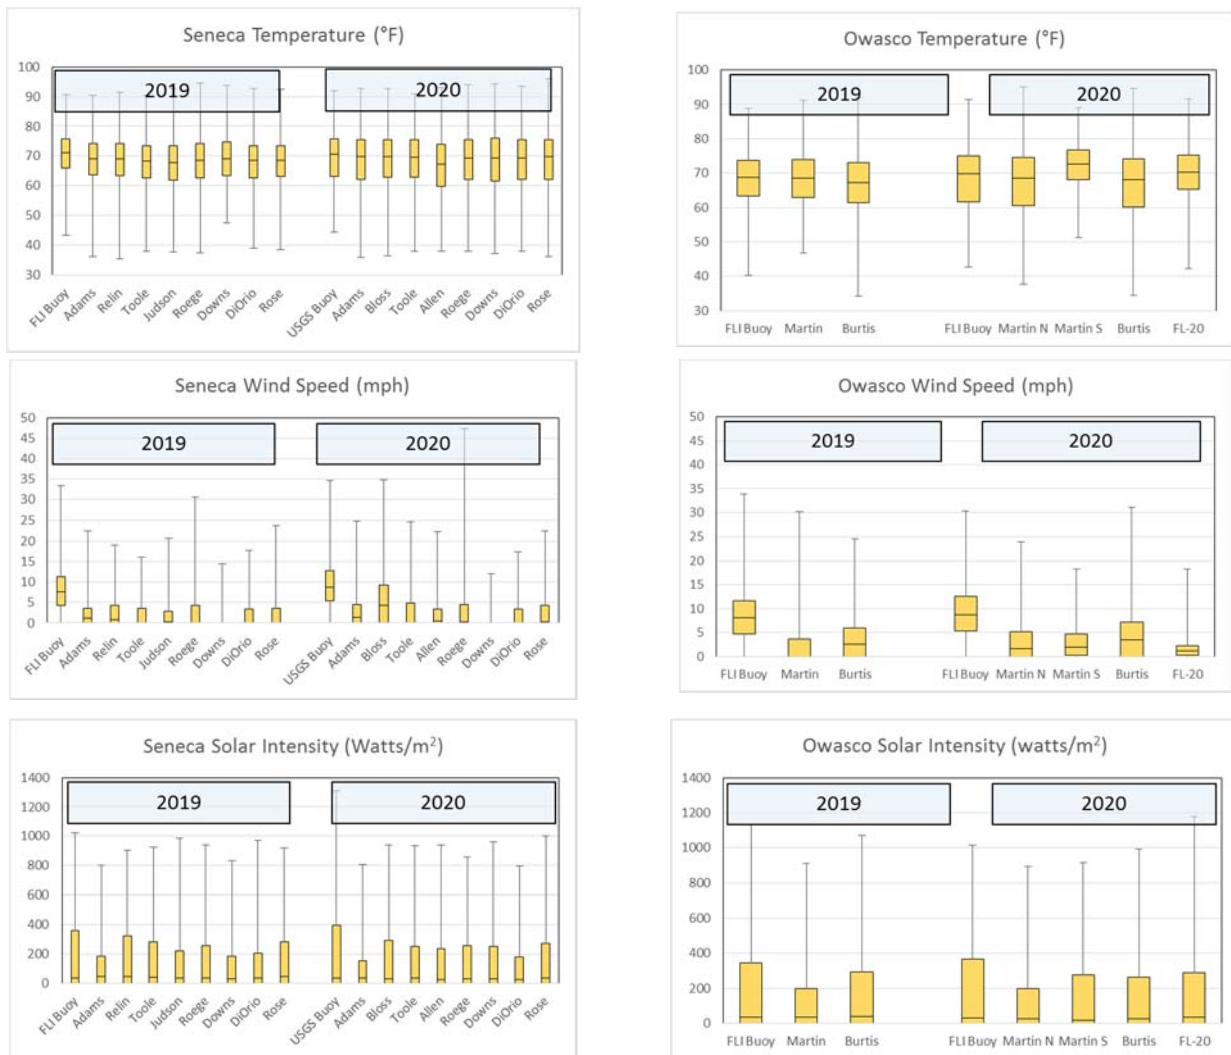 Seneca Temperature (°F)
100
90
80
70
60
50
40
30
2019
2020
FLI Buoy
Adams
Relin
Toole
Judson
Roege
Downs
DiOrio
Rose
USGS Buoy
Adams
Bloss
Toole
Allen
Roege
Downs
DiOrio
Rose
Owasco Temperature (°F)
100
90
80
70
60
50
40
30
2019
2020
FLI Buoy
Martin
Burtis
FLI Buoy
Martin N
Martin S
Burtis
FL-20
Seneca Wind Speed (mph)
50
45
40
35
30
25
20
15
10
5
0
2019
2020
FLI Buoy
Adams
Relin
Toole
Judson
Roege
Downs
DiOrio
Rose
USGS Buoy
Adams
Bloss
Toole
Allen
Roege
Downs
DiOrio
Rose
Owasco Wind Speed (mph)
50
45
40
35
30
25
20
15
10
5
0
2019
2020
FLI Buoy
Martin
Burtis
FLI Buoy
Martin N
Martin S
Burtis
FL-20
Seneca Solar Intensity (Watts/m²)
1400
1200
1000
800
600
400
200
0
2019
2020
FLI Buoy
Adams
Relin
Toole
Judson
Roege
Downs
DiOrio
Rose
USGS Buoy
Adams
Bloss
Toole
Allen
Roege
Downs
DiOrio
Rose
Owasco Solar Intensity (watts/m²)
1400
1200
1000
800
600
400
200
0
2019
2020
FLI Buoy
Martin
Burtis
FLI Buoy
Martin N
Martin S
Burtis
FL-20